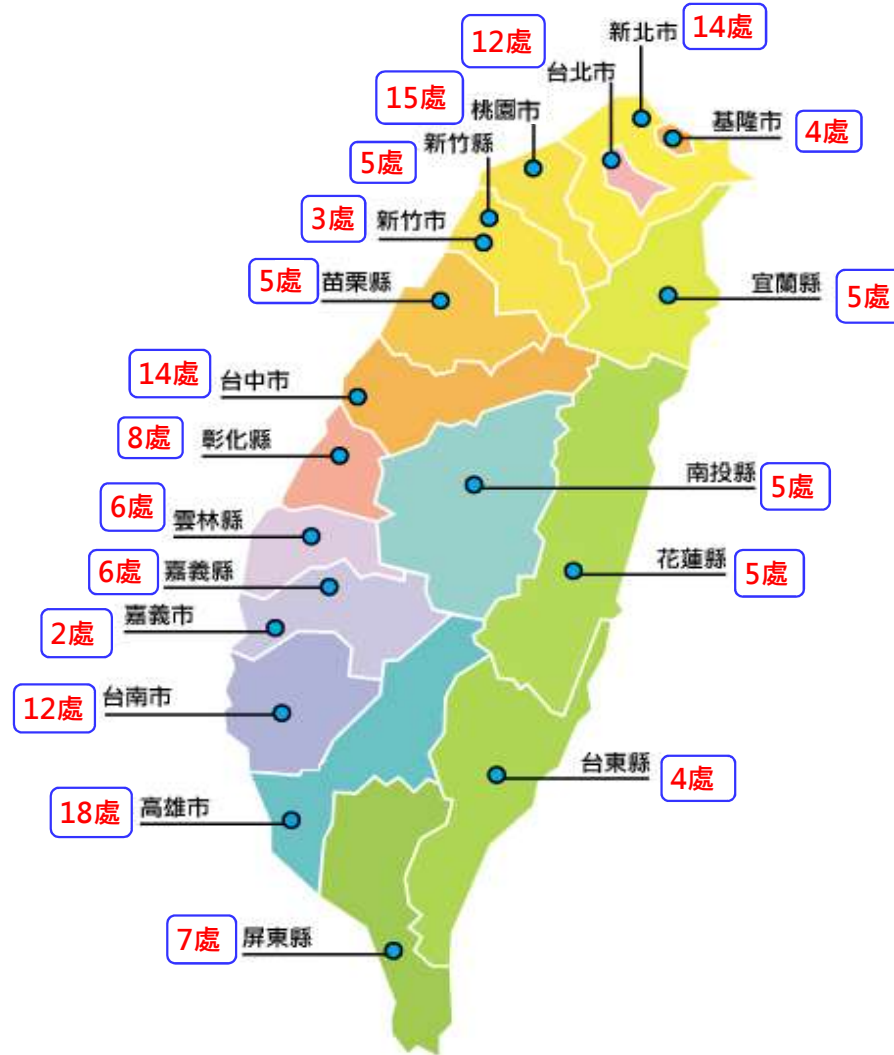 新北市 14處
12處
台北市
15處 桃園市
基隆市 4處
5處 新竹縣
3處 新竹市
5處 苗栗縣
宜蘭縣 5處
14處 台中市
8處 彰化縣
南投縣 5處
6處 雲林縣
花蓮縣 5處
6處 嘉義縣
2處 嘉義市
12處 台南市
台東縣 4處
18處 高雄市
7處 屏東縣